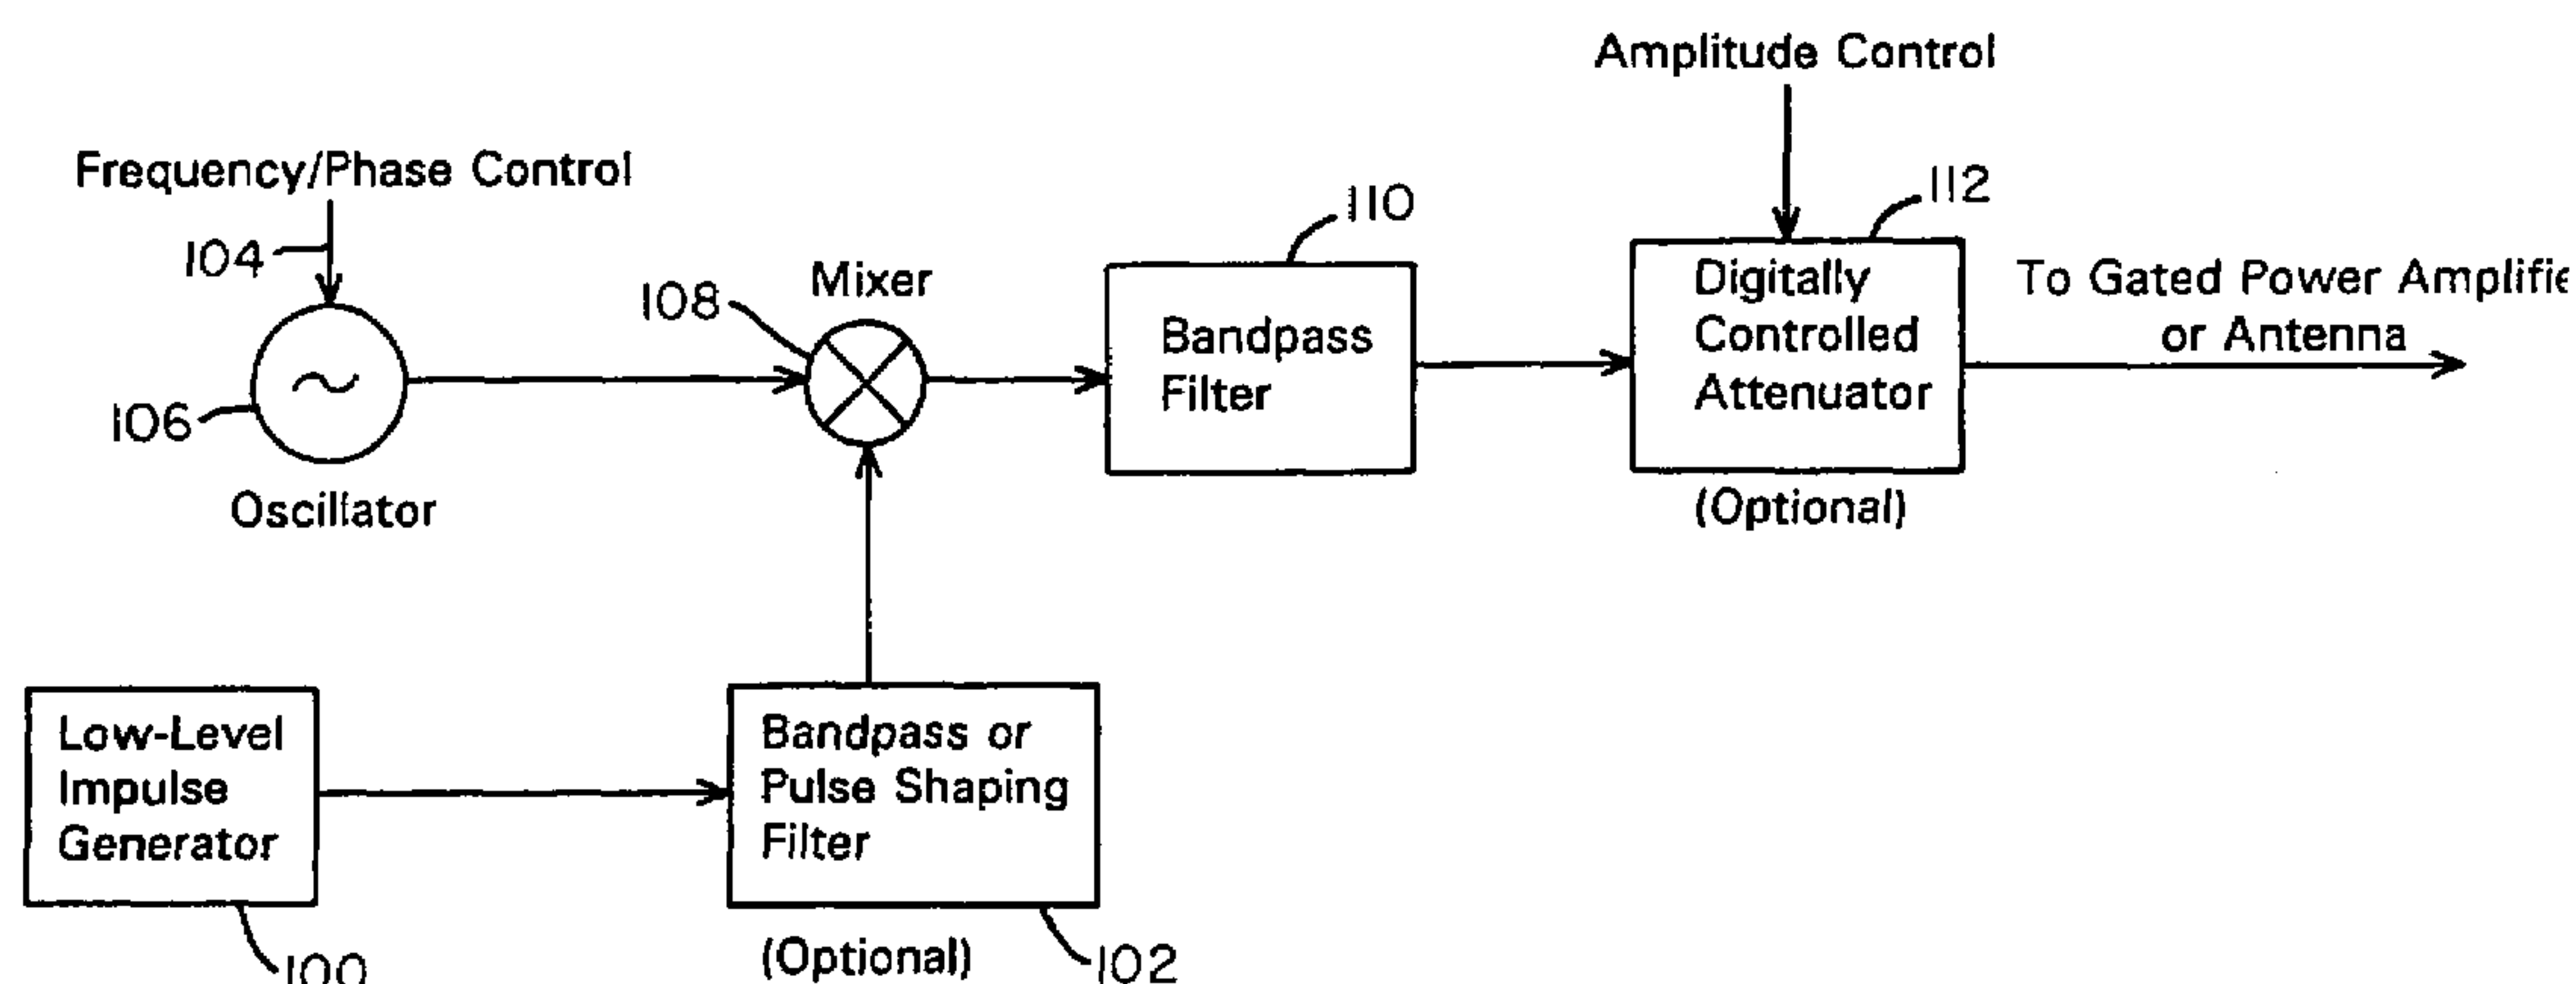 Amplitude Control
Frequency/Phase Control
104
106
Oscillator
108
Mixer
110
Bandpass
Filter
112
Digitally
Controlled
Attenuator
(Optional)
To Gated Power Amplifie
or Antenna
Low-Level
Impulse
Generator
100
Bandpass or
Pulse Shaping
Filter
(Optional)
102